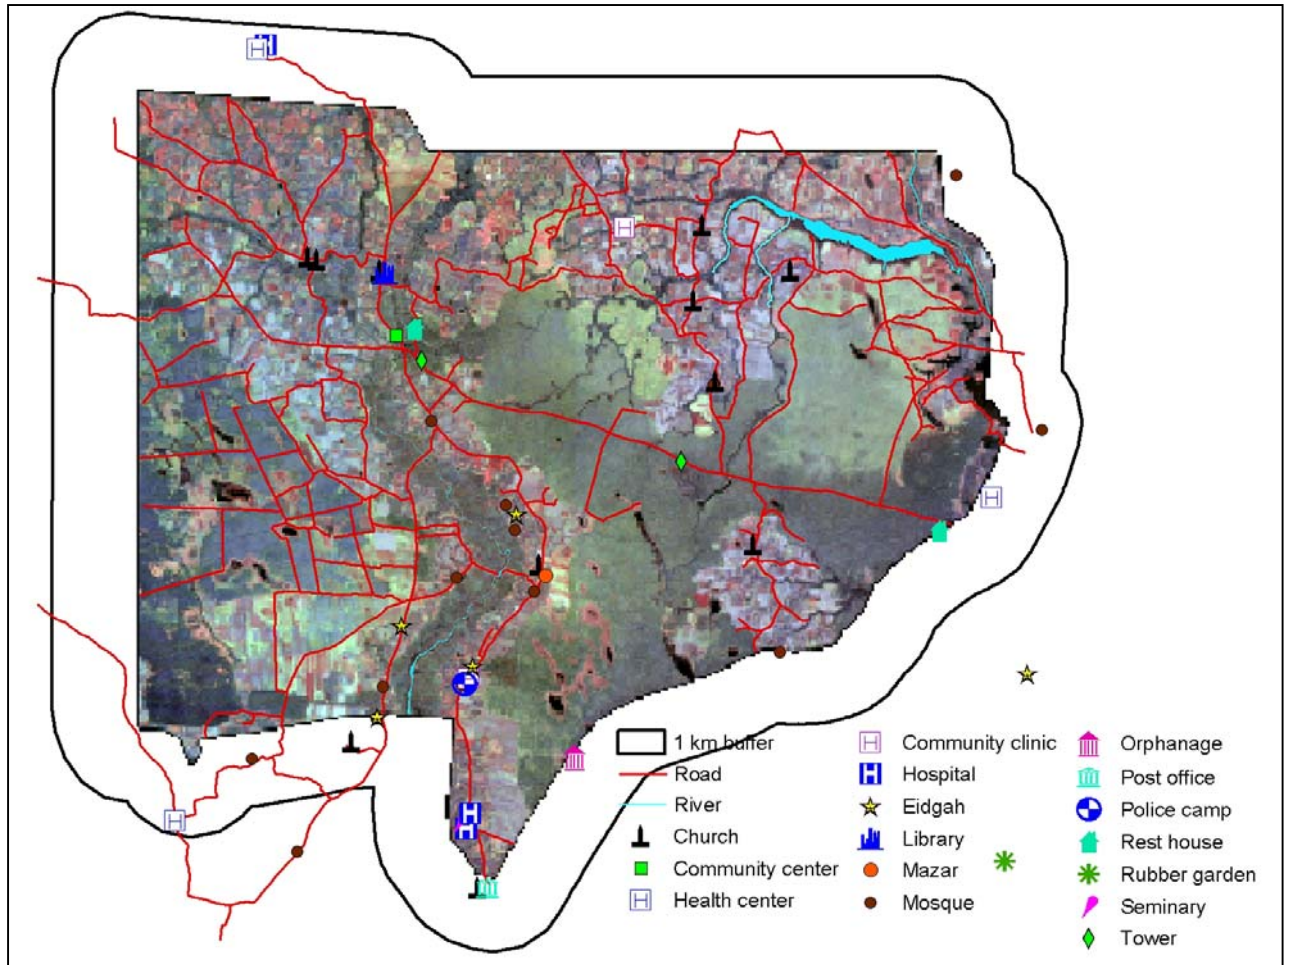 1 km buffer
Road
River
Church
Community center
Health center
Community clinic
Hospital
Eidgah
Library
Mazar
Mosque
Orphanage
Post office
Police camp
Rest house
Rubber garden
Seminary
Tower